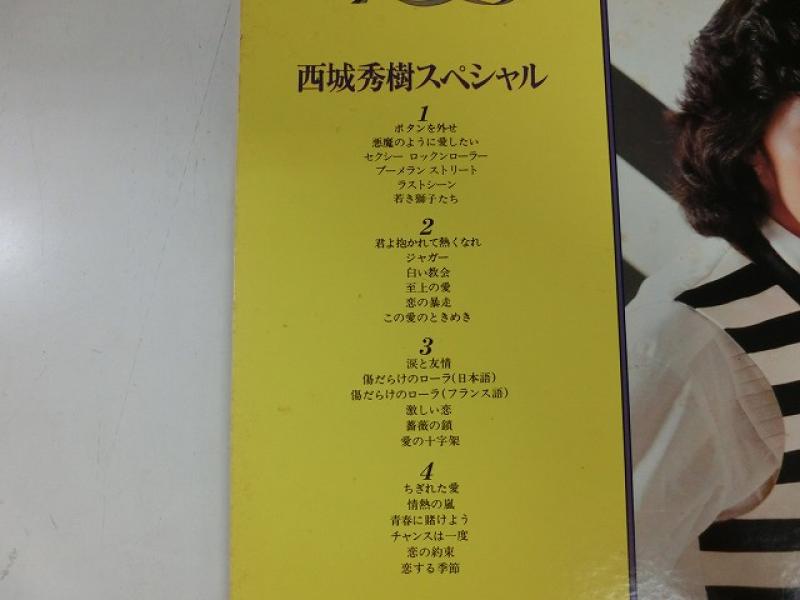 西城秀樹スペシャル
1
ボタンを外せ
悪魔のように愛したい
セクシー ロックンローラー
ブーメラン ストリート
ラストシーン
若き獅子たち
2
君よ抱かれて熱くなれ
ジャガー
白い教会
至上の愛
恋の暴走
この愛のときめき
3
涙と友情
傷だらけのローラ(日本語)
傷だらけのローラ(フランス語)
激しい恋
薔薇の鎖
愛の十字架
4
ちぎれた愛
情熱の嵐
青春に賭けよう
チャンスは一度
恋の約束
恋する季節